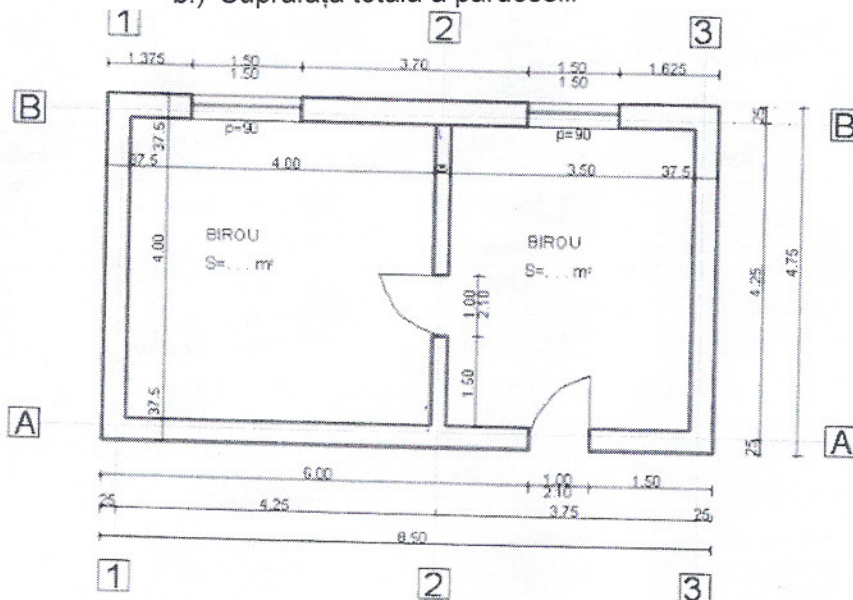 b.) Suprafața totală a pardoselii
1 2 3
1.375 1.50 3.70 1.50 1.625
1.50 1.50
B B
25
p=90 p=90
37.5
37.5 4.00 3.50 37.5
BIROU BIROU
S=... m² S=... m²
4.00
1.00
2.10
4.25
4.75
1.50
37.5
A A
25
6.00 1.00 1.50
2.10
25 4.25 3.75 25
8.50
1 2 3